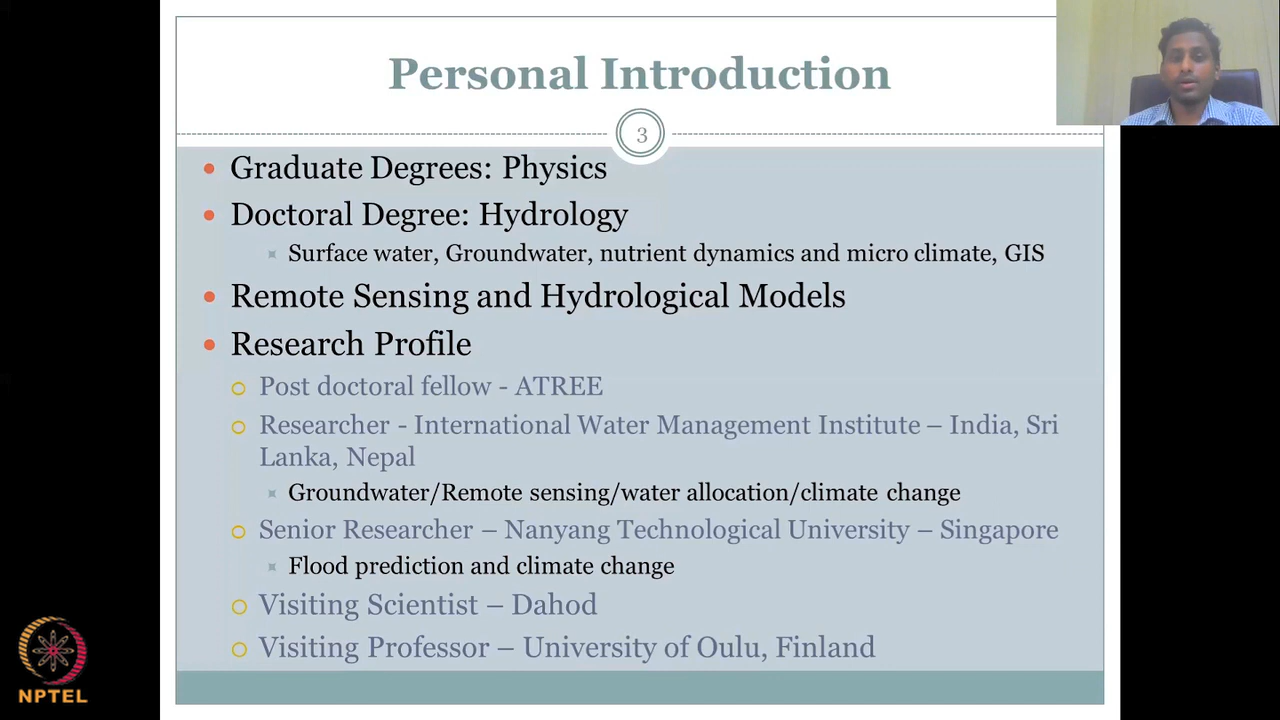 Personal Introduction
3
Graduate Degrees: Physics
Doctoral Degree: Hydrology
Surface water, Groundwater, nutrient dynamics and micro climate, GIS
Remote Sensing and Hydrological Models
Research Profile
Post doctoral fellow - ATREE
Researcher - International Water Management Institute – India, Sri
Lanka, Nepal
Groundwater/Remote sensing/water allocation/climate change
Senior Researcher – Nanyang Technological University – Singapore
Flood prediction and climate change
Visiting Scientist – Dahod
Visiting Professor – University of Oulu, Finland
NPTEL